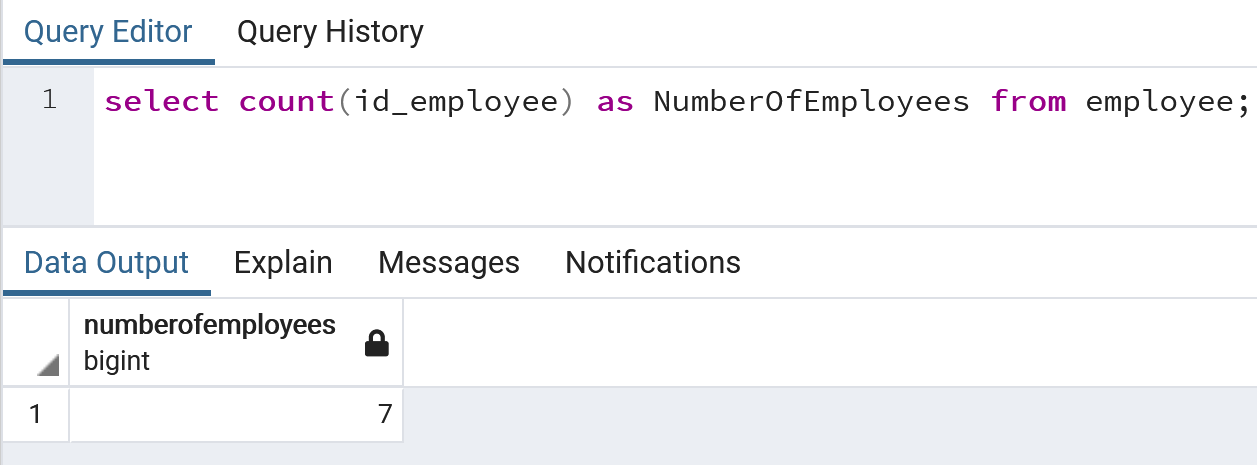 Query Editor Query History
1 select count(id_employee) as NumberOfEmployees from employee;
Data Output Explain Messages Notifications
numberofemployees
bigint
1 7